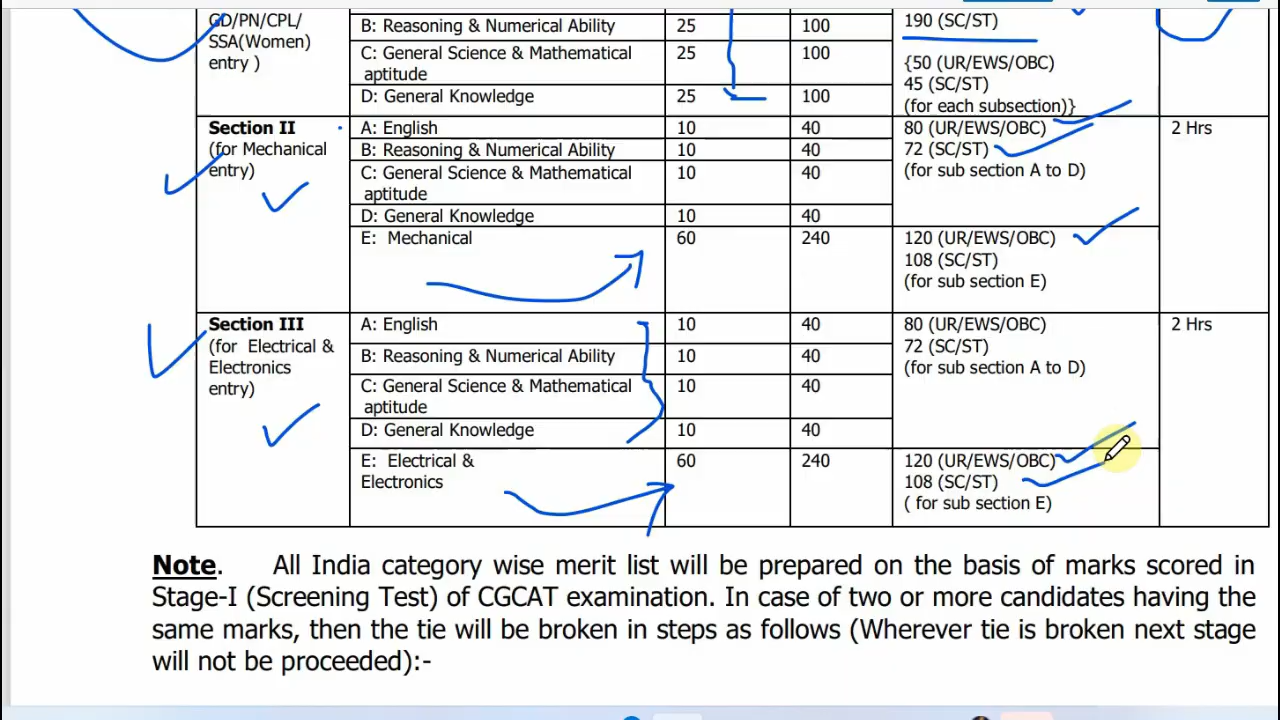 GD/PN/CPL/
SSA(Women)
entry )
B: Reasoning & Numerical Ability 25 100
C: General Science & Mathematical 25 100
aptitude
D: General Knowledge 25 100
190 (SC/ST)
{50 (UR/EWS/OBC)
45 (SC/ST)
(for each subsection)}
Section II
(for Mechanical
entry)
A: English 10 40
B: Reasoning & Numerical Ability 10 40
C: General Science & Mathematical 10 40
aptitude
D: General Knowledge 10 40
80 (UR/EWS/OBC)
72 (SC/ST)
(for sub section A to D)
2 Hrs
E: Mechanical 60 240
120 (UR/EWS/OBC)
108 (SC/ST)
(for sub section E)
Section III
(for Electrical &
Electronics
entry)
A: English 10 40
B: Reasoning & Numerical Ability 10 40
C: General Science & Mathematical 10 40
aptitude
D: General Knowledge 10 40
80 (UR/EWS/OBC)
72 (SC/ST)
(for sub section A to D)
2 Hrs
E: Electrical & 60 240
Electronics
120 (UR/EWS/OBC)
108 (SC/ST)
( for sub section E)
Note. All India category wise merit list will be prepared on the basis of marks scored in
Stage-I (Screening Test) of CGCAT examination. In case of two or more candidates having the
same marks, then the tie will be broken in steps as follows (Wherever tie is broken next stage
will not be proceeded):-